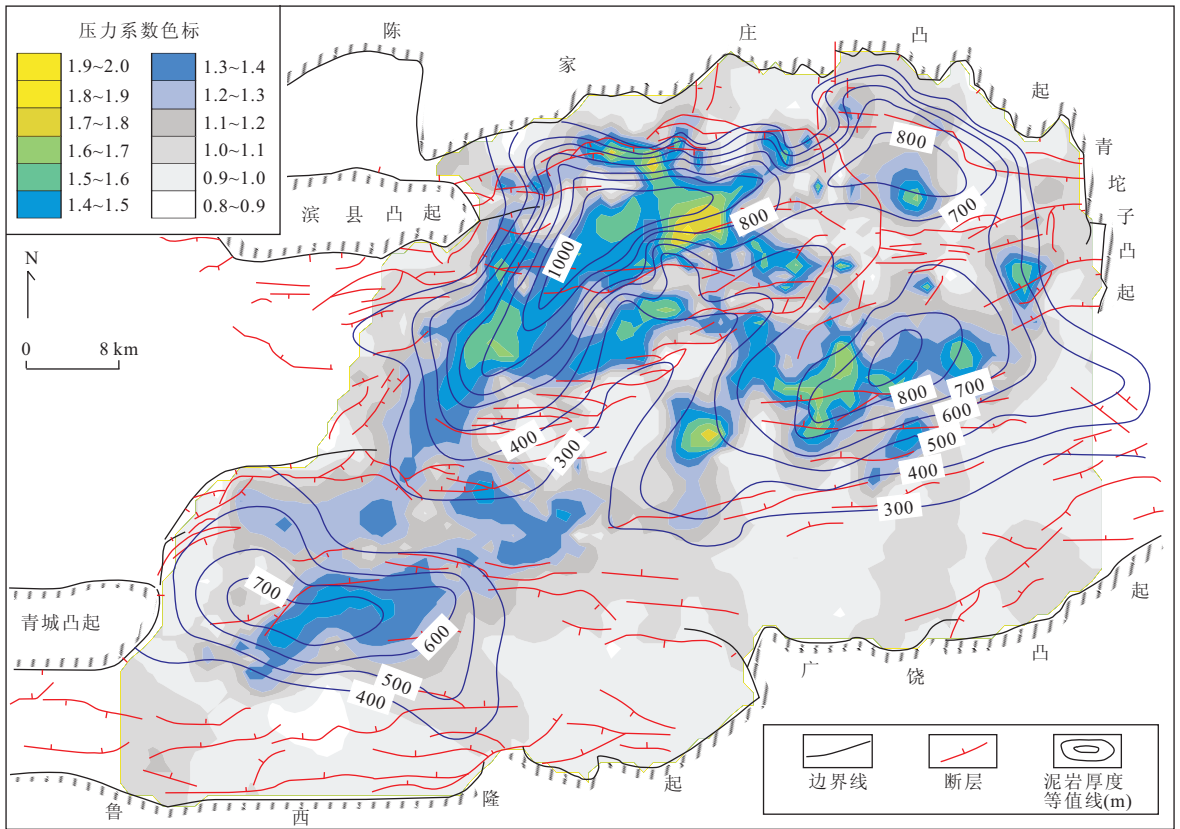 压力系数色标
1.9~2.0
1.8~1.9
1.7~1.8
1.6~1.7
1.5~1.6
1.4~1.5
1.3~1.4
1.2~1.3
1.1~1.2
1.0~1.1
0.9~1.0
0.8~0.9
陈家庄凸起
青坨子凸起
滨县凸起
N
0 8 km
800
700
800
1000
800
700
600
500
400
300
400
300
700
600
500
400
青城凸起
广饶凸起
鲁西隆起
边界线
断层
泥岩厚度
等值线(m)